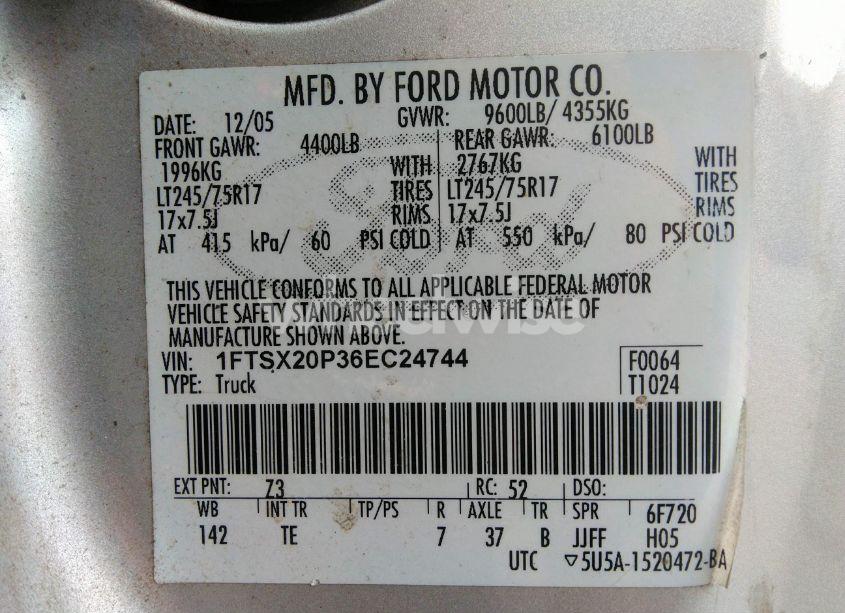 MFD. BY FORD MOTOR CO.
DATE: 12/05 GVWR: 9600LB/ 4355KG
FRONT GAWR: 4400LB REAR GAWR: 6100LB
1996KG WITH 2767KG WITH
LT245/75R17 TIRES LT245/75R17 TIRES
17x7.5J RIMS 17x7.5J RIMS
AT 415 kPa/ 60 PSI COLD AT 550 kPa/ 80 PSI COLD
Ford
THIS VEHICLE CONFORMS TO ALL APPLICABLE FEDERAL MOTOR
VEHICLE SAFETY STANDARDS IN EFFECT ON THE DATE OF
MANUFACTURE SHOWN ABOVE.
VIN: 1FTSX20P36EC24744 F0064
TYPE: Truck T1024
EXT PNT: Z3 RC: 52 DSO:
WB INT TR TP/PS R AXLE TR SPR 6F720
142 TE 7 37 B JJFF H05
UTC ▽5U5A-1520472-BA